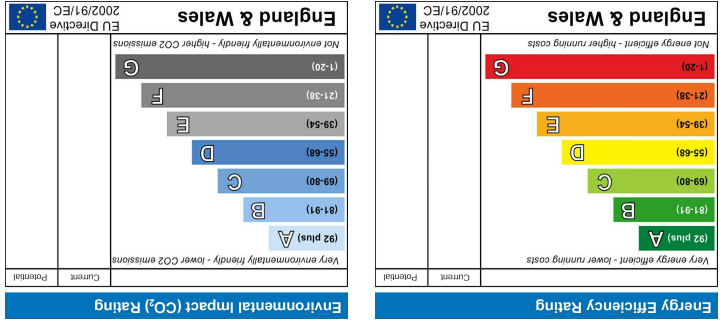 Energy Efficiency Rating
Current Potential
Very energy efficient - lower running costs
(92 plus) A
(81-91) B
(69-80) C
(55-68) D
(39-54) E
(21-38) F
(1-20) G
Not energy efficient - higher running costs
England & Wales
EU Directive
2002/91/EC
Environmental Impact (CO₂) Rating
Current Potential
Very environmentally friendly - lower CO2 emissions
(92 plus) A
(81-91) B
(69-80) C
(55-68) D
(39-54) E
(21-38) F
(1-20) G
Not environmentally friendly - higher CO2 emissions
England & Wales
EU Directive
2002/91/EC